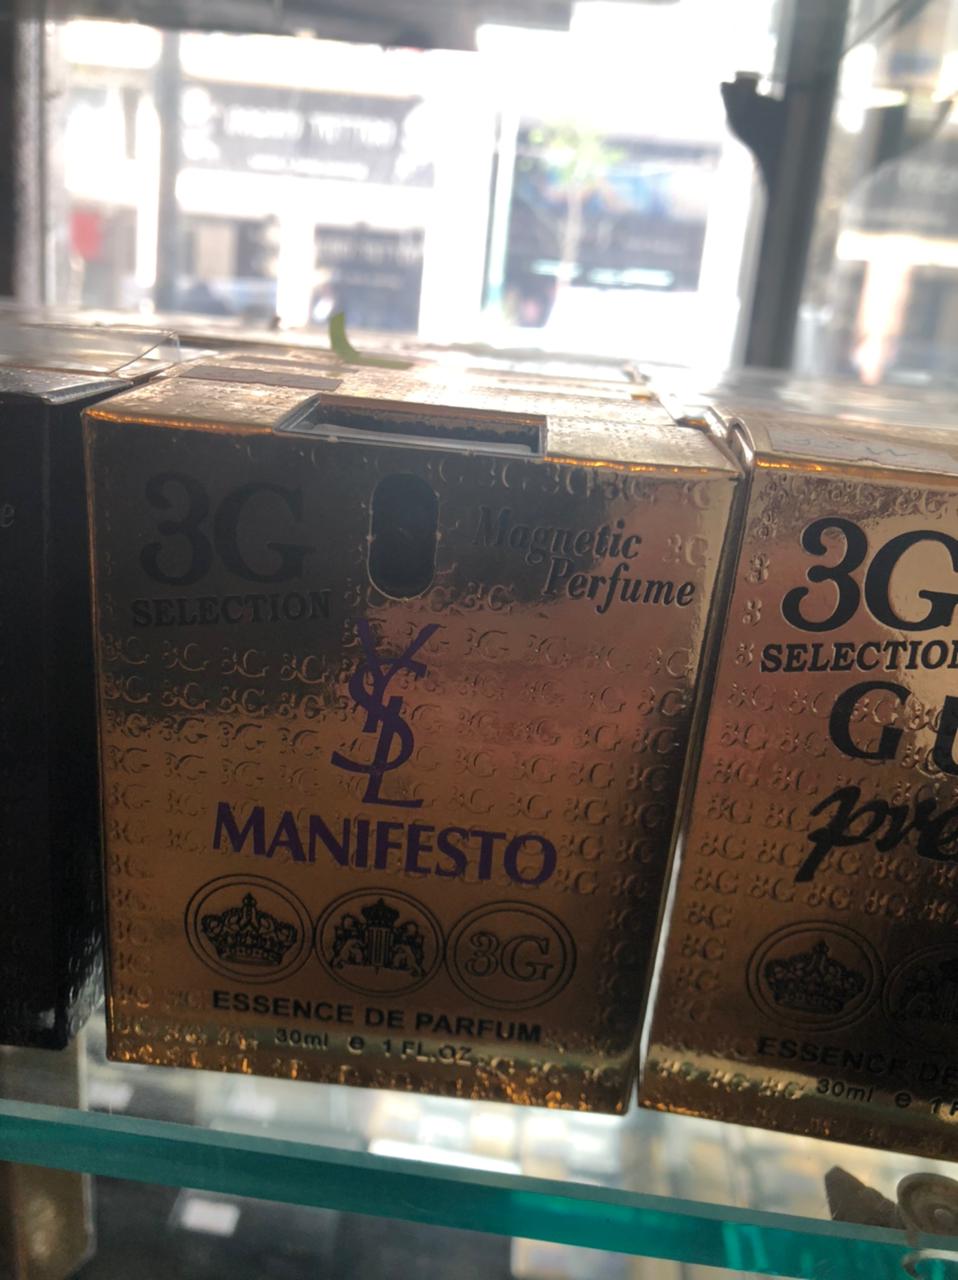 3G
SELECTION
Magnetic
Perfume
YSL
MANIFESTO
3G
ESSENCE DE PARFUM
30ml e 1 FL.OZ.
3G
SELECTION
G
ESSENCE DE
30ml e 1